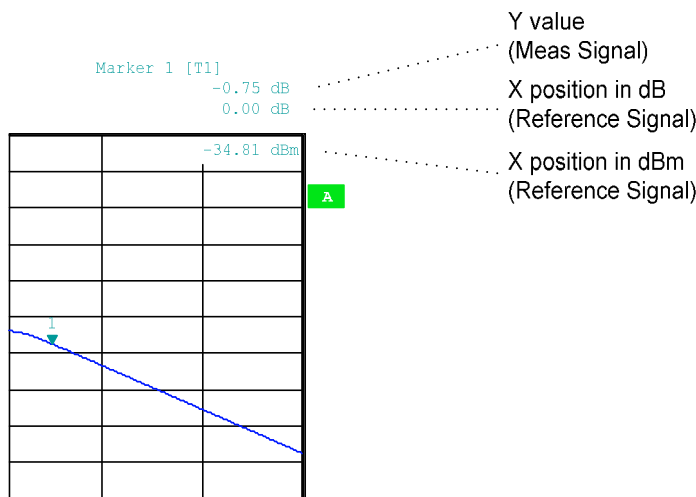 Y value
(Meas Signal)
Marker 1 [T1]
-0.75 dB
0.00 dB
X position in dB
(Reference Signal)
-34.81 dBm
X position in dBm
(Reference Signal)
A
1